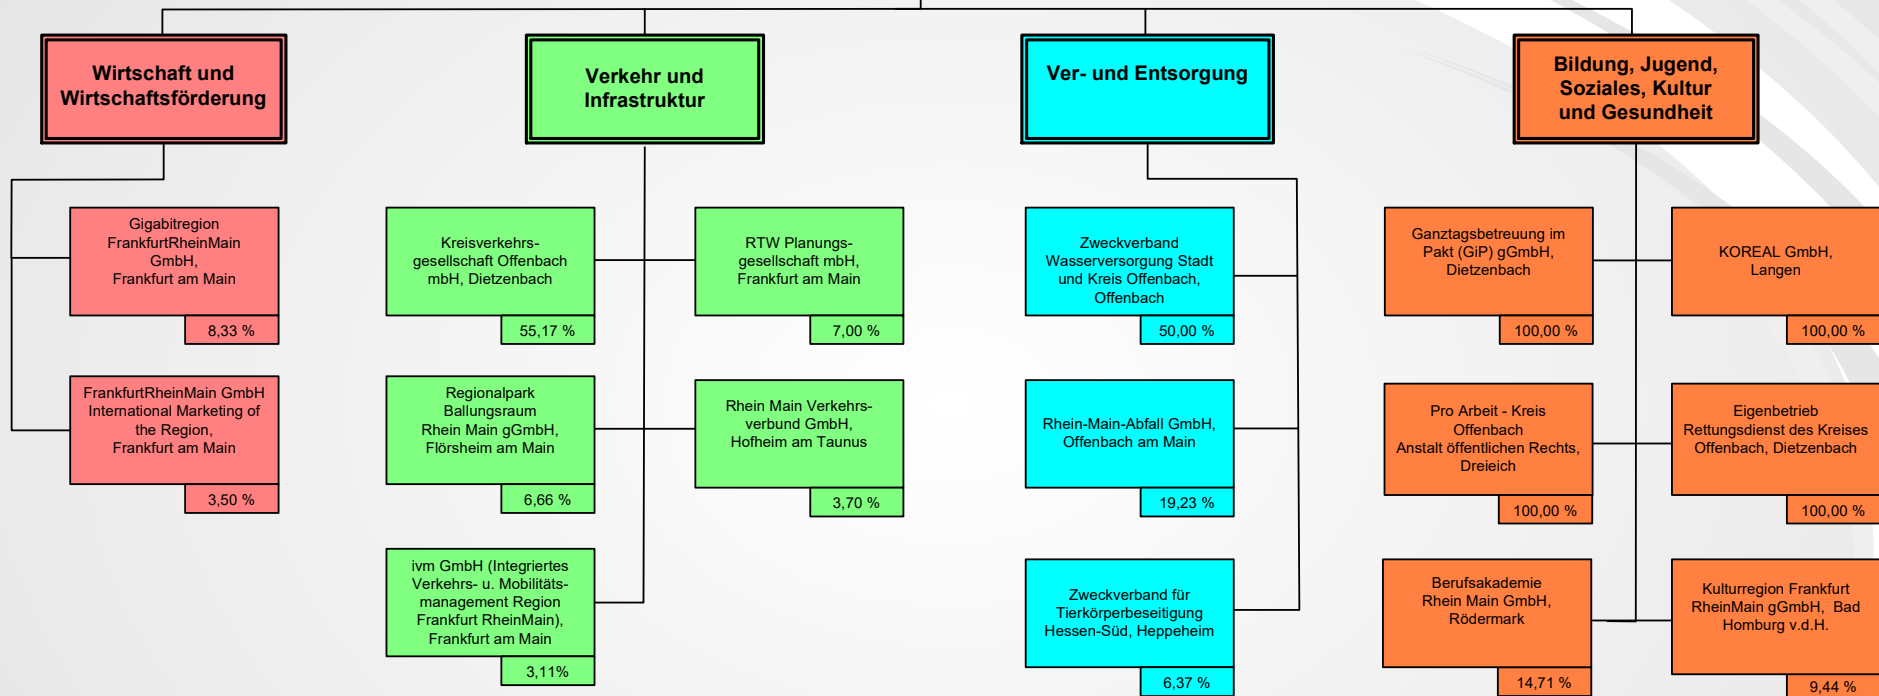 Wirtschaft und
Wirtschaftsförderung
Gigabitregion
FrankfurtRheinMain
GmbH,
Frankfurt am Main
8,33 %
FrankfurtRheinMain GmbH
International Marketing of
the Region,
Frankfurt am Main
3,50 %
Verkehr und
Infrastruktur
Kreisverkehrs-
gesellschaft Offenbach
mbH, Dietzenbach
55,17 %
RTW Planungs-
gesellschaft mbH,
Frankfurt am Main
7,00 %
Regionalpark
Ballungsraum
Rhein Main gGmbH,
Flörsheim am Main
6,66 %
Rhein Main Verkehrs-
verbund GmbH,
Hofheim am Taunus
3,70 %
ivm GmbH (Integriertes
Verkehrs- u. Mobilitäts-
management Region
Frankfurt RheinMain),
Frankfurt am Main
3,11%
Ver- und Entsorgung
Zweckverband
Wasserversorgung Stadt
und Kreis Offenbach,
Offenbach
50,00 %
Rhein-Main-Abfall GmbH,
Offenbach am Main
19,23 %
Zweckverband für
Tierkörperbeseitigung
Hessen-Süd, Heppeheim
6,37 %
Bildung, Jugend,
Soziales, Kultur
und Gesundheit
Ganztagsbetreuung im
Pakt (GiP) gGmbH,
Dietzenbach
100,00 %
KOREAL GmbH,
Langen
100,00 %
Pro Arbeit - Kreis
Offenbach
Anstalt öffentlichen Rechts,
Dreieich
100,00 %
Eigenbetrieb
Rettungsdienst des Kreises
Offenbach, Dietzenbach
100,00 %
Berufsakademie
Rhein Main GmbH,
Rödermark
14,71 %
Kulturregion Frankfurt
RheinMain gGmbH, Bad
Homburg v.d.H.
9,44 %